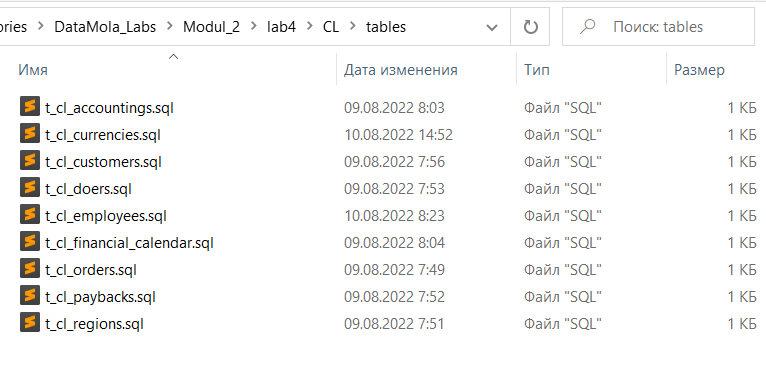 ories > DataMola_Labs > Modul_2 > lab4 > CL > tables Поиск: tables
Имя Дата изменения Тип Размер
t_cl_accountings.sql 09.08.2022 8:03 Файл "SQL" 1 КБ
t_cl_currencies.sql 10.08.2022 14:52 Файл "SQL" 1 КБ
t_cl_customers.sql 09.08.2022 7:56 Файл "SQL" 1 КБ
t_cl_doers.sql 09.08.2022 7:53 Файл "SQL" 1 КБ
t_cl_employees.sql 10.08.2022 8:23 Файл "SQL" 1 КБ
t_cl_financial_calendar.sql 09.08.2022 8:04 Файл "SQL" 1 КБ
t_cl_orders.sql 09.08.2022 7:49 Файл "SQL" 1 КБ
t_cl_paybacks.sql 09.08.2022 7:52 Файл "SQL" 1 КБ
t_cl_regions.sql 09.08.2022 7:51 Файл "SQL" 1 КБ